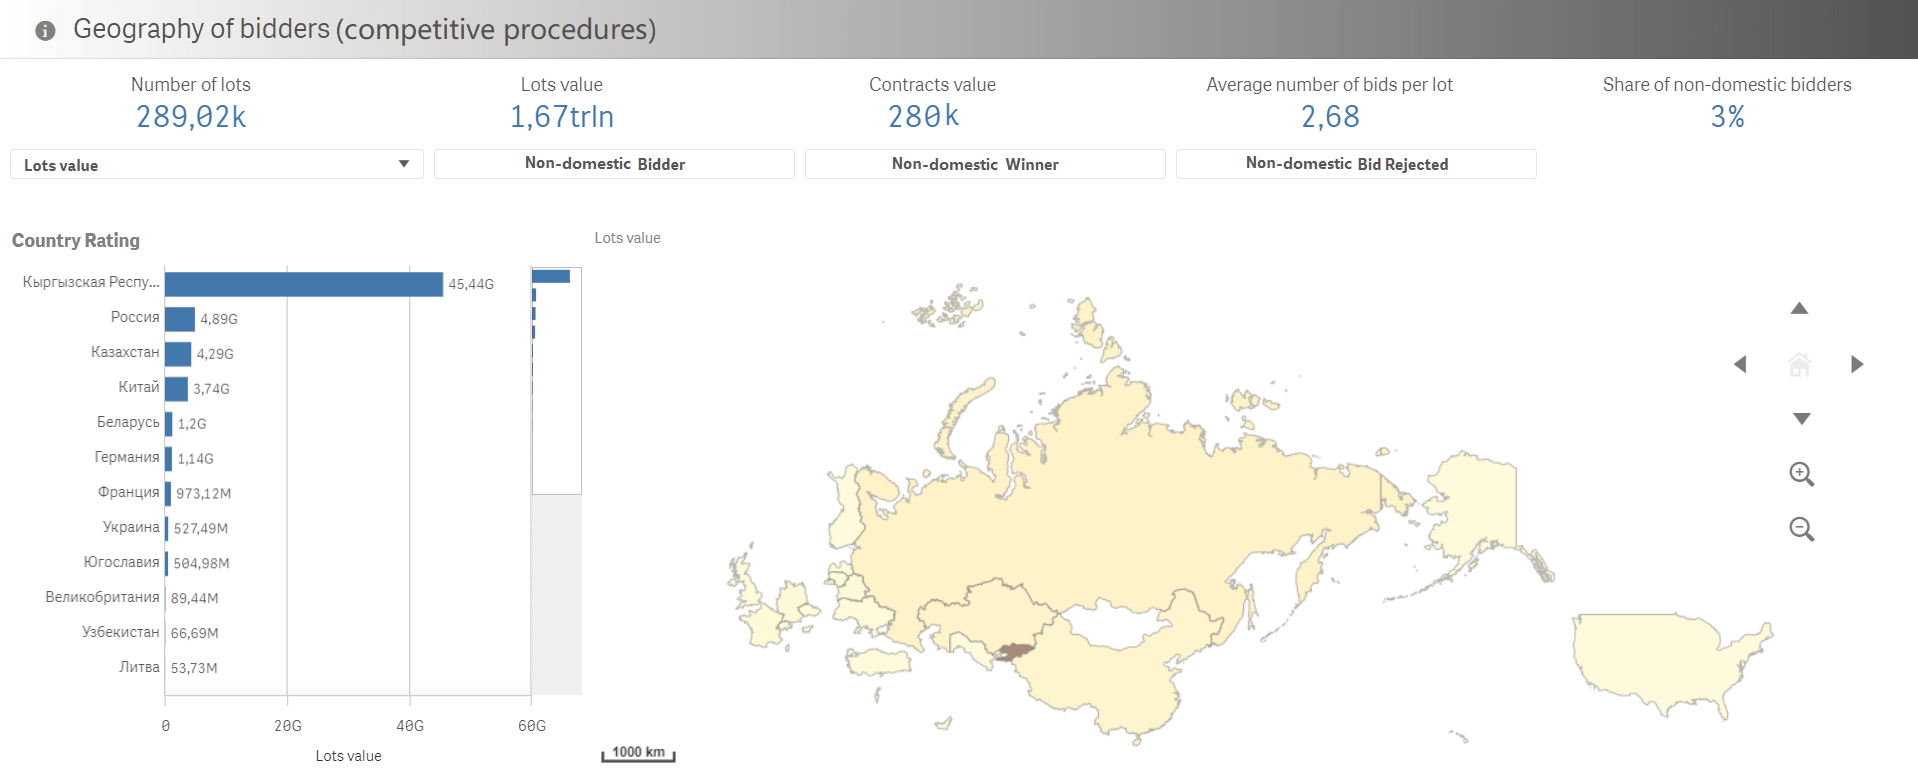 Geography of bidders (competitive procedures)
Number of lots
289,02k
Lots value
1,67trln
Contracts value
280k
Average number of bids per lot
2,68
Share of non-domestic bidders
3%
Lots value
Non-domestic Bidder
Non-domestic Winner
Non-domestic Bid Rejected
Country Rating
Кыргызская Респу...
45,44G
Россия
4,89G
Казахстан
4,29G
Китай
3,74G
Беларусь
1,2G
Германия
1,14G
Франция
973,12M
Украина
527,49M
Югославия
504,98M
Великобритания
89,44M
Узбекистан
66,69M
Литва
53,73M
0
20G
40G
60G
Lots value
Lots value
1000 km